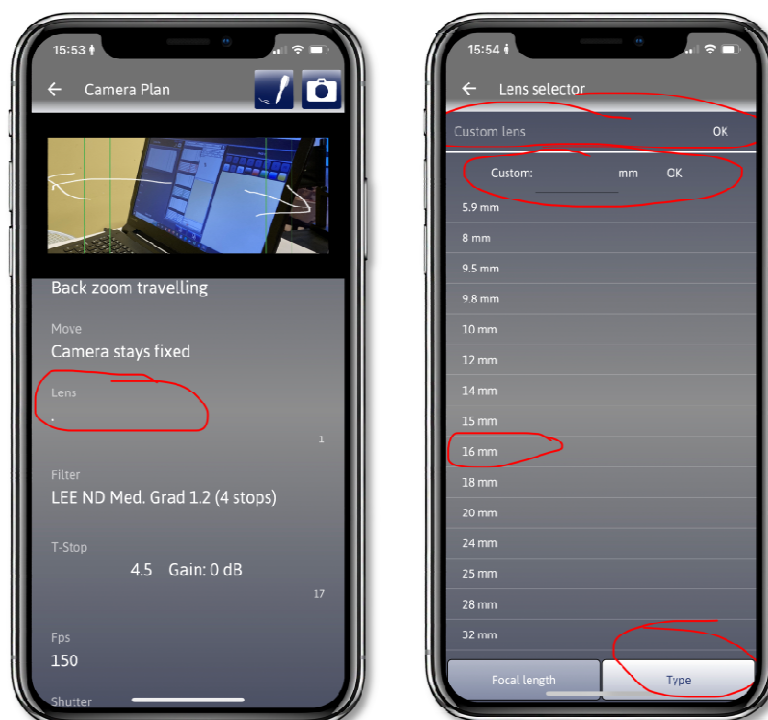 15:53
Camera Plan
Back zoom travelling
Move
Camera stays fixed
Lens
.
1
Filter
LEE ND Med. Grad 1.2 (4 stops)
T-Stop
4.5 Gain: 0 dB
17
Fps
150
Shutter
15:54
Lens selector
Custom lens OK
Custom: mm OK
5.9 mm
8 mm
9.5 mm
9.8 mm
10 mm
12 mm
14 mm
15 mm
16 mm
18 mm
20 mm
24 mm
25 mm
28 mm
32 mm
Focal length Type